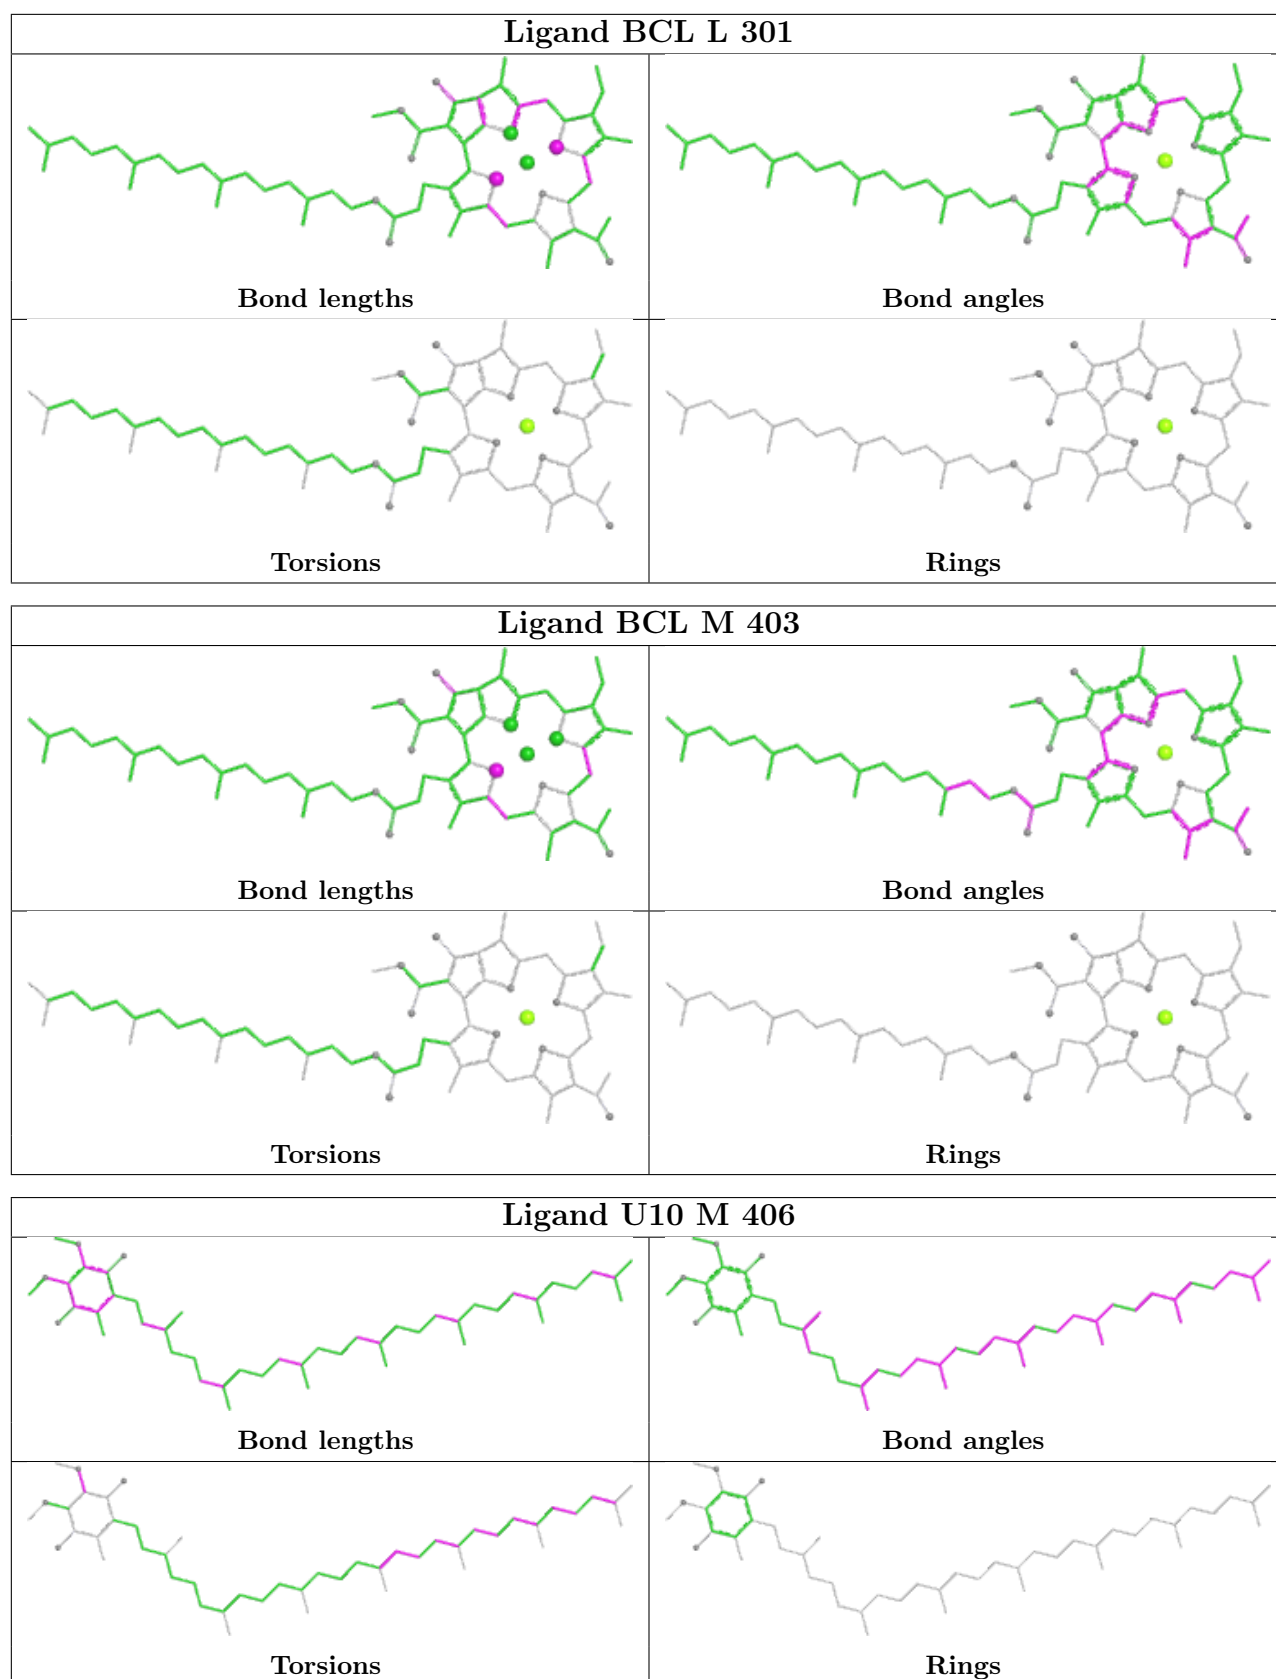 Ligand BCL L 301
Bond lengths
Bond angles
Torsions
Rings
Ligand BCL M 403
Bond lengths
Bond angles
Torsions
Rings
Ligand U10 M 406
Bond lengths
Bond angles
Torsions
Rings